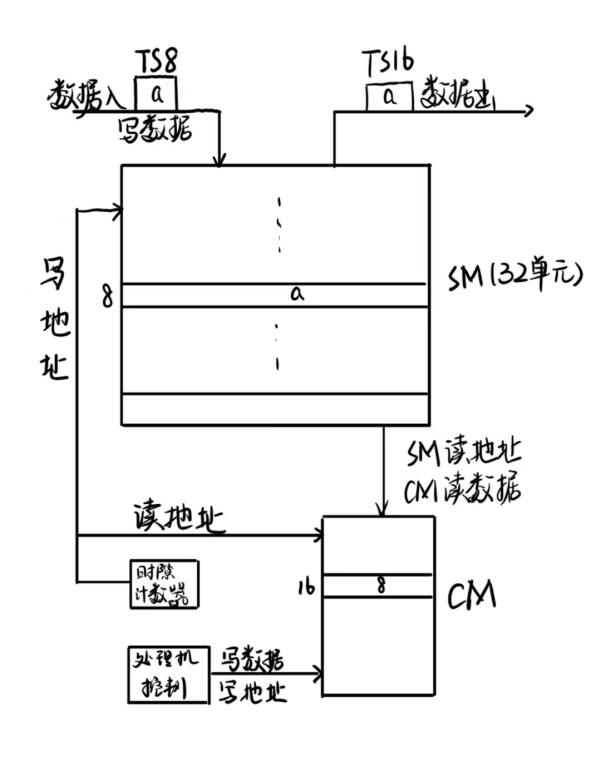 TS8
TS16
数据入
a
a
数据出
写数据
写地址
8
a
SM(32单元)
SM读地址
CM读数据
读地址
时隙
计数器
16
8
CM
处理机
控制
写数据
写地址